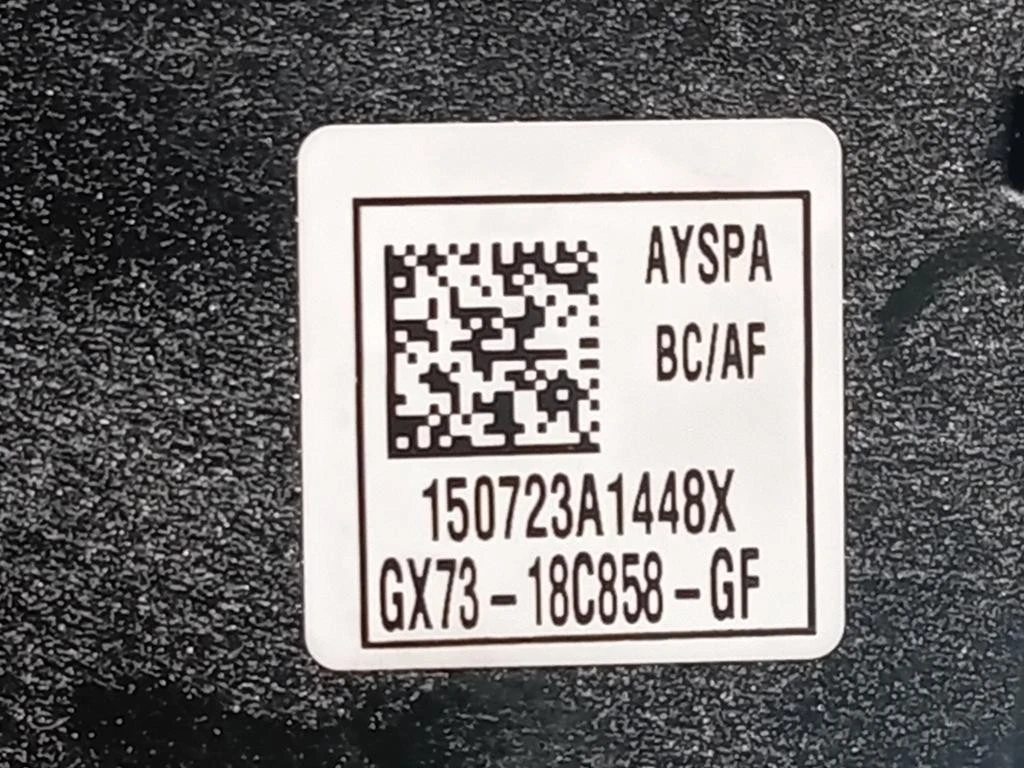 AYSPA
BC/AF
150723A1448X
GX73-18C858-GF